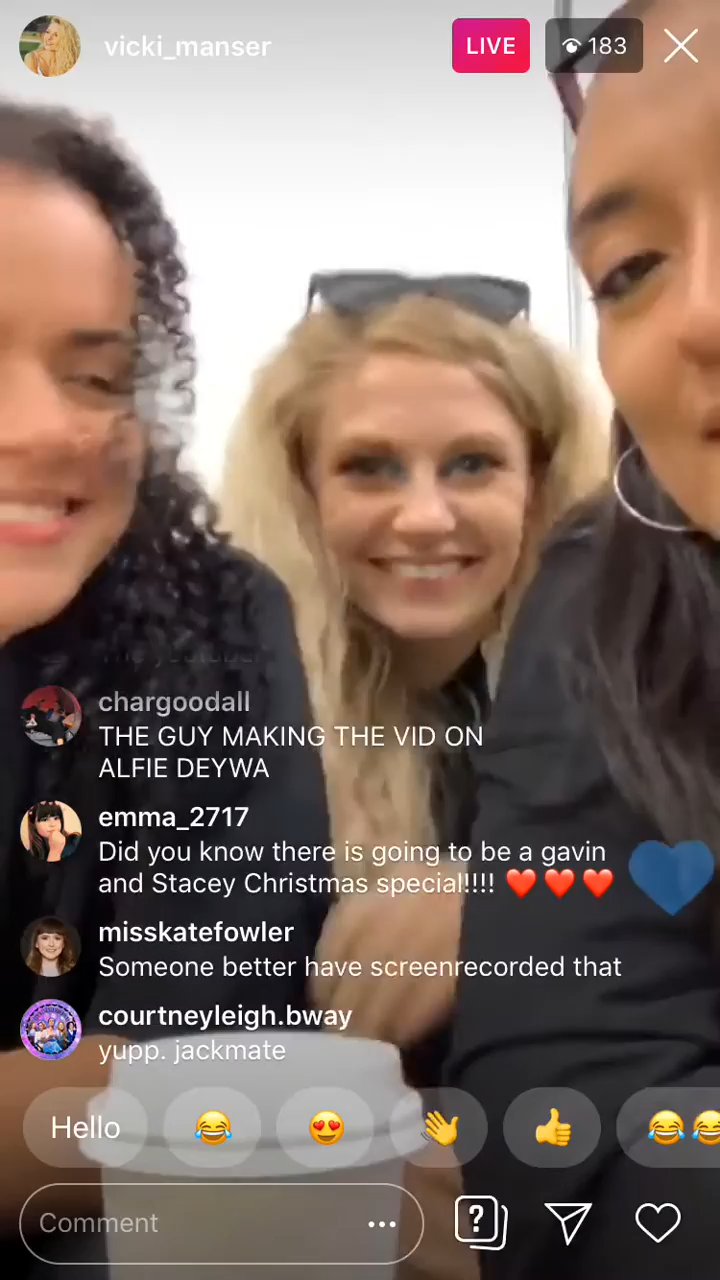 vicki_manser
LIVE
183
chargoodall
THE GUY MAKING THE VID ON
ALFIE DEYWA
emma_2717
Did you know there is going to be a gavin
and Stacey Christmas special!!!! ❤️❤️❤️
misskatefowler
Someone better have screenrecorded that
courtneyleigh.bway
yupp. jackmate
Hello 😂 😍 👋 👍 😂😂
Comment
?